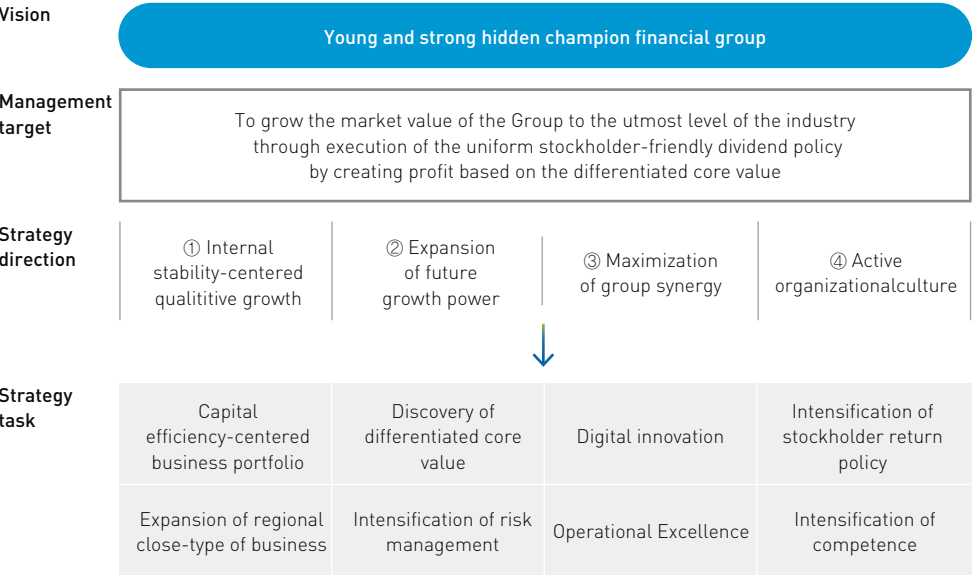 Vision
Young and strong hidden champion financial group
Management
target
To grow the market value of the Group to the utmost level of the industry
through execution of the uniform stockholder-friendly dividend policy
by creating profit based on the differentiated core value
Strategy
direction
① Internal
stability-centered
qualititive growth
② Expansion
of future
growth power
③ Maximization
of group synergy
④ Active
organizationalculture
Strategy
task
Capital
efficiency-centered
business portfolio
Discovery of
differentiated core
value
Digital innovation
Intensification of
stockholder return
policy
Expansion of regional
close-type of business
Intensification of risk
management
Operational Excellence
Intensification of
competence